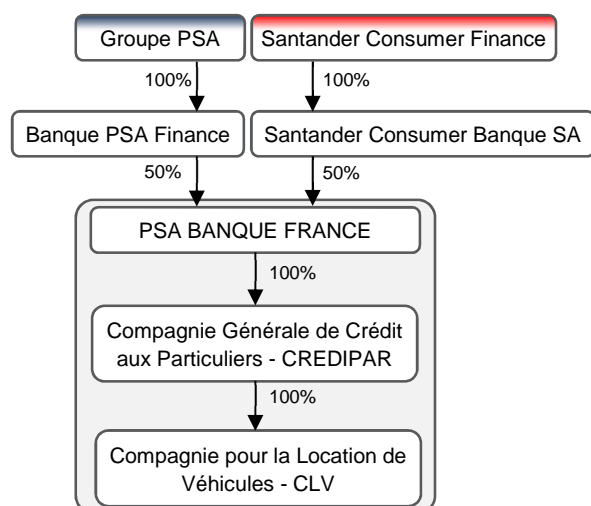 Groupe PSA
Santander Consumer Finance
100%
100%
Banque PSA Finance
Santander Consumer Banque SA
50%
50%
PSA BANQUE FRANCE
100%
Compagnie Générale de Crédit
aux Particuliers - CREDIPAR
100%
Compagnie pour la Location de
Véhicules - CLV